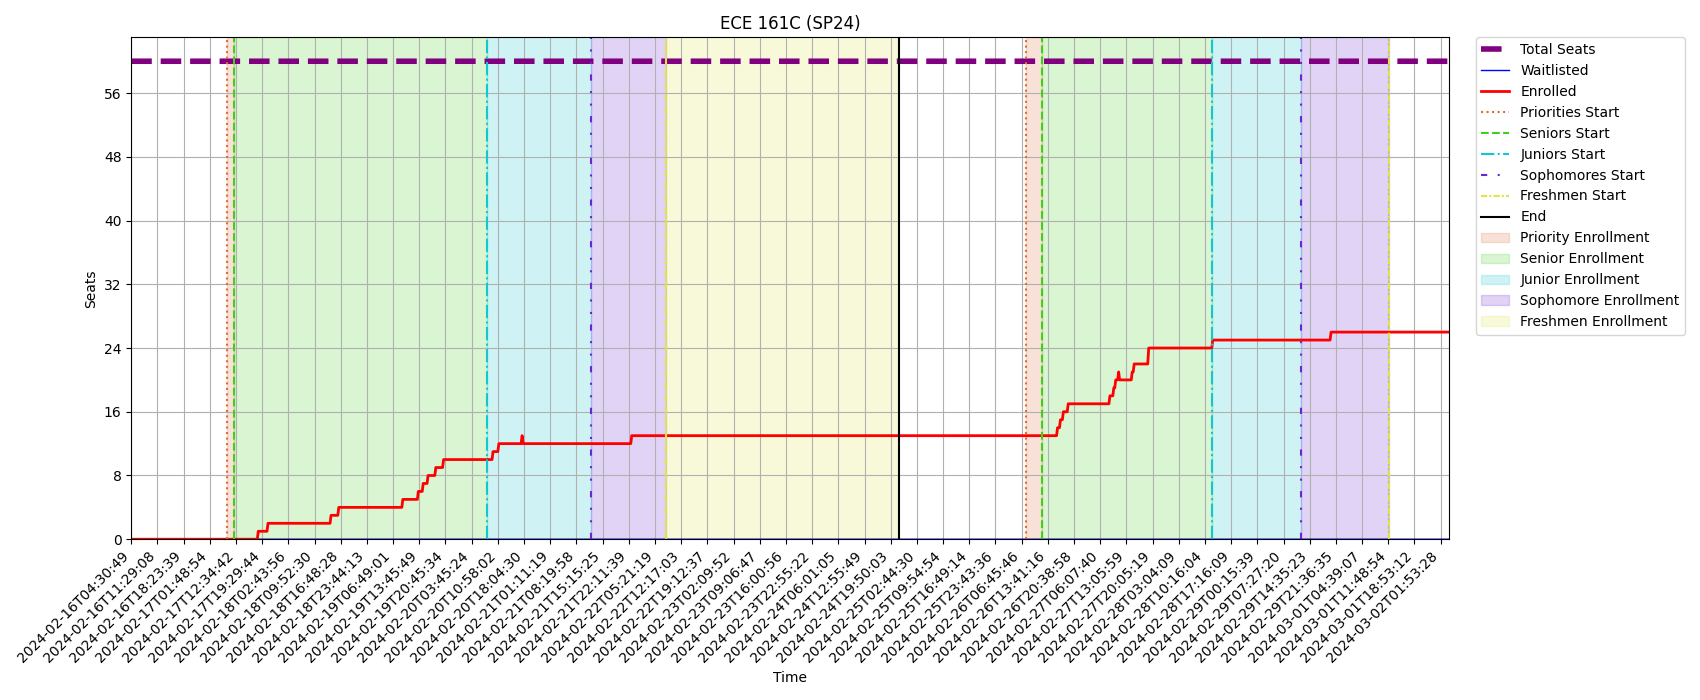 ECE 161C (SP24)
Total Seats
Waitlisted
Enrolled
Priorities Start
Seniors Start
Juniors Start
Sophomores Start
Freshmen Start
End
Priority Enrollment
Senior Enrollment
Junior Enrollment
Sophomore Enrollment
Freshmen Enrollment
Seats
56
48
40
32
24
16
8
0
2024-02-16T04:30:49
2024-02-16T11:29:08
2024-02-16T18:23:39
2024-02-17T01:48:54
2024-02-17T12:34:42
2024-02-17T19:29:44
2024-02-18T02:43:56
2024-02-18T09:52:30
2024-02-18T16:48:28
2024-02-18T23:44:13
2024-02-19T06:49:01
2024-02-19T13:45:49
2024-02-19T20:45:34
2024-02-20T03:45:24
2024-02-20T10:58:02
2024-02-20T18:04:30
2024-02-21T01:11:19
2024-02-21T08:19:58
2024-02-21T15:15:25
2024-02-21T22:11:39
2024-02-22T05:21:19
2024-02-22T12:17:03
2024-02-22T19:12:37
2024-02-23T02:09:52
2024-02-23T09:06:47
2024-02-23T16:00:56
2024-02-23T22:55:22
2024-02-24T06:01:05
2024-02-24T12:55:49
2024-02-24T19:50:03
2024-02-25T02:44:30
2024-02-25T09:54:54
2024-02-25T16:49:14
2024-02-25T23:43:36
2024-02-26T06:45:46
2024-02-26T13:41:16
2024-02-26T20:38:58
2024-02-27T06:07:40
2024-02-27T13:05:59
2024-02-27T20:05:19
2024-02-28T03:04:09
2024-02-28T10:16:04
2024-02-28T17:16:09
2024-02-29T00:15:39
2024-02-29T07:27:20
2024-02-29T14:35:23
2024-02-29T21:36:35
2024-03-01T04:39:07
2024-03-01T11:48:54
2024-03-01T18:53:12
2024-03-02T01:53:28
Time